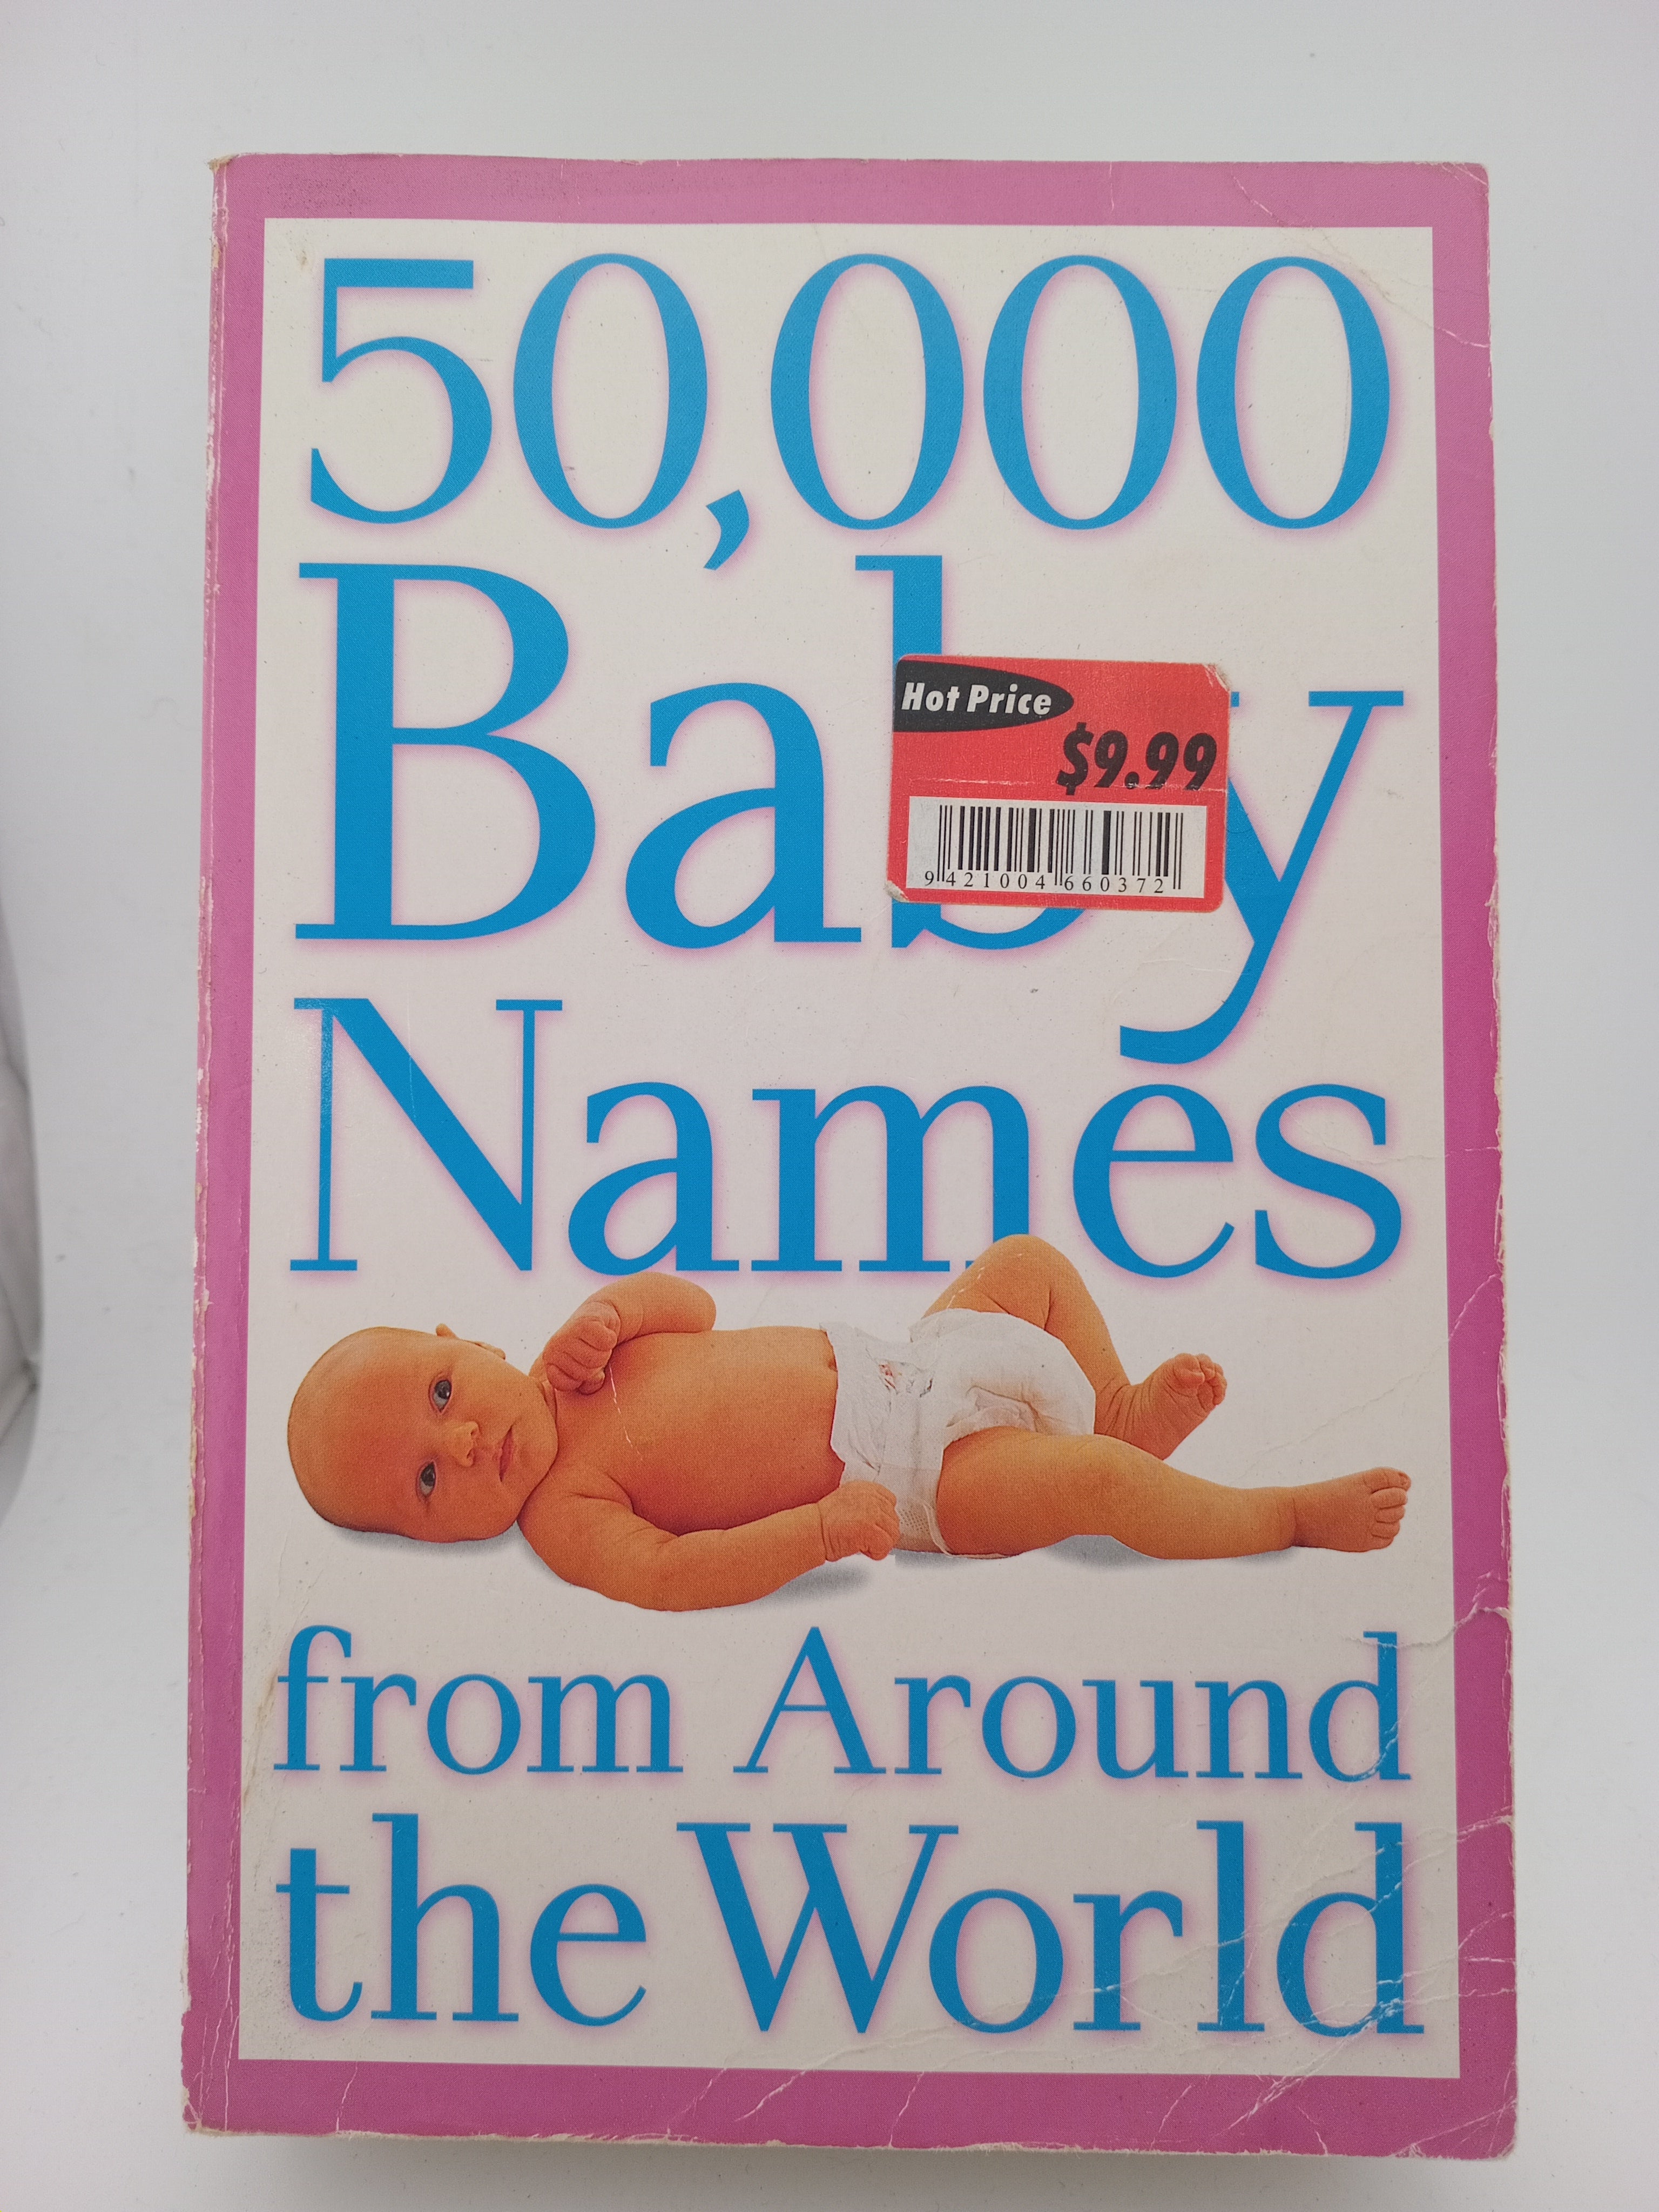 50,000
Baby
Hot Price
$9.99
9 421004 660372
Names
from Around
the World